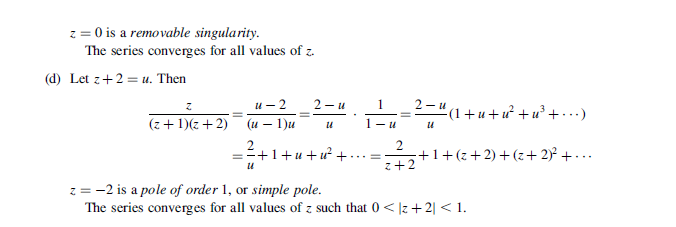 z = 0 is a removable singularity.
The series converges for all values of z.
(d) Let z + 2 = u. Then
z/((z + 1)(z + 2)) = (u − 2)/((u − 1)u) = (2 − u)/u · 1/(1 − u) = (2 − u)/u (1 + u + u² + u³ + ···)
= 2/u + 1 + u + u² + ··· = 2/(z + 2) + 1 + (z + 2) + (z + 2)² + ···
z = −2 is a pole of order 1, or simple pole.
The series converges for all values of z such that 0 < |z + 2| < 1.